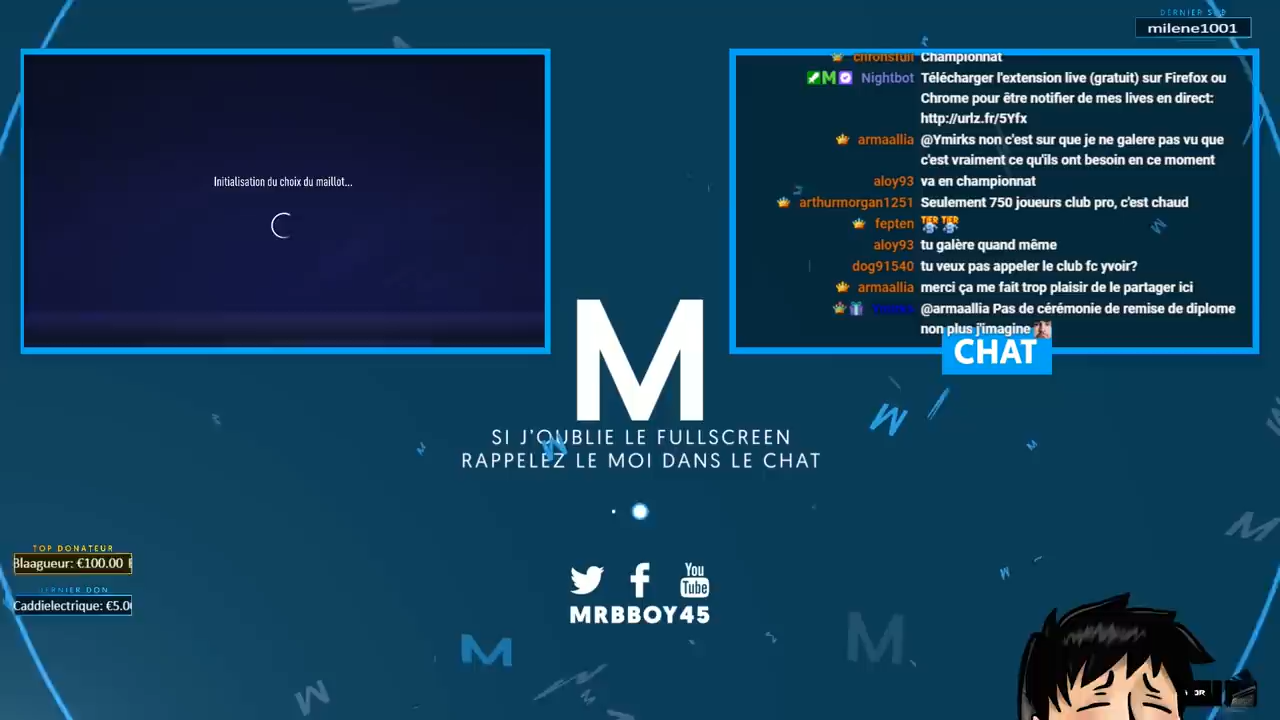 DERNIER SUB
milene1001
Initialisation du choix du maillot...
Championnat
Nightbot Télécharger l'extension live (gratuit) sur Firefox ou
Chrome pour être notifier de mes lives en direct:
http://urlz.fr/5Yfx
armaallia @Ymirks non c'est sur que je ne galere pas vu que
c'est vraiment ce qu'ils ont besoin en ce moment
aloy93 va en championnat
arthurmorgan1251 Seulement 750 joueurs club pro, c'est chaud
fepten
aloy93 tu galère quand même
dog91540 tu veux pas appeler le club fc yvoir?
armaallia merci ça me fait trop plaisir de le partager ici
@armaallia Pas de cérémonie de remise de diplome
non plus j'imagine
CHAT
M
SI J'OUBLIE LE FULLSCREEN
RAPPELEZ LE MOI DANS LE CHAT
TOP DONATEUR
Blaagueur: €100.00
DERNIER DON
Caddielectrique: €5.0
You
Tube
MRBBOY45